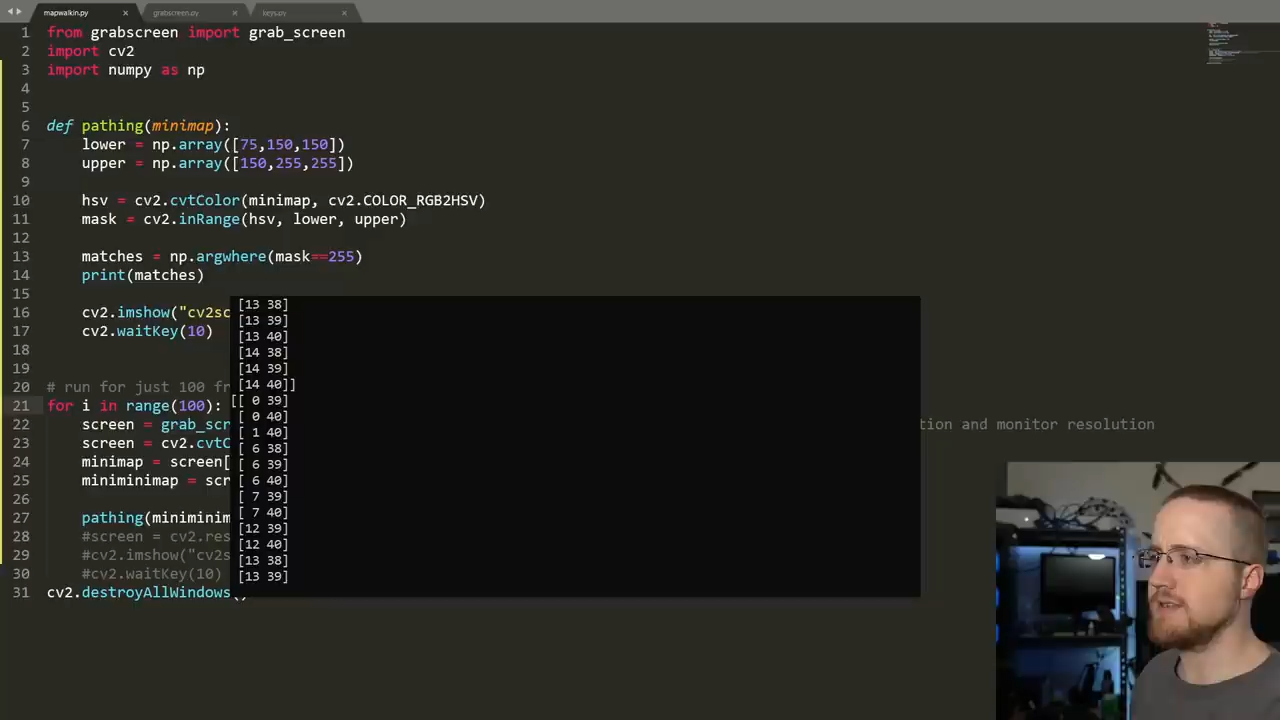 mapwalkin.py
grabscreen.py
keys.py
1 from grabscreen import grab_screen
2 import cv2
3 import numpy as np
4
5
6 def pathing(minimap):
7 lower = np.array([75,150,150])
8 upper = np.array([150,255,255])
9
10 hsv = cv2.cvtColor(minimap, cv2.COLOR_RGB2HSV)
11 mask = cv2.inRange(hsv, lower, upper)
12
13 matches = np.argwhere(mask==255)
14 print(matches)
15
16 cv2.imshow("cv2sc
17 cv2.waitKey(10)
18
19
20 # run for just 100 fr
21 for i in range(100):
22 screen = grab_scr
tion and monitor resolution
23 screen = cv2.cvtC
24 minimap = screen[
25 miniminimap = scr
26
27 pathing(miniminim
28 #screen = cv2.res
29 #cv2.imshow("cv2s
30 #cv2.waitKey(10)
31 cv2.destroyAllWindows()
[13 38]
[13 39]
[13 40]
[14 38]
[14 39]
[14 40]]
[[ 0 39]
[ 0 40]
[ 1 40]
[ 6 38]
[ 6 39]
[ 6 40]
[ 7 39]
[ 7 40]
[12 39]
[12 40]
[13 38]
[13 39]